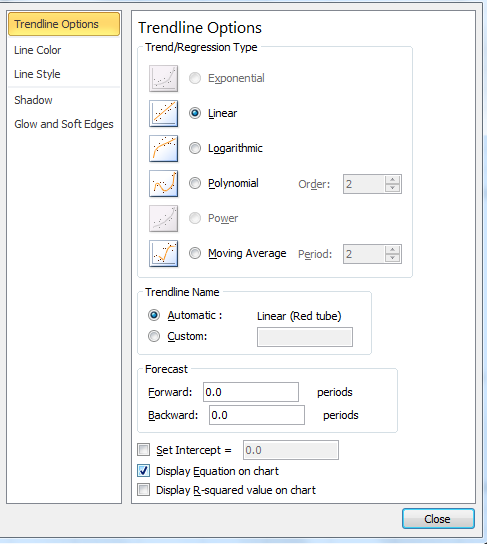 Trendline Options
Line Color
Line Style
Shadow
Glow and Soft Edges
Trendline Options
Trend/Regression Type
Exponential
Linear
Logarithmic
Polynomial Order: 2
Power
Moving Average Period: 2
Trendline Name
Automatic : Linear (Red tube)
Custom:
Forecast
Forward: 0.0 periods
Backward: 0.0 periods
Set Intercept = 0.0
Display Equation on chart
Display R-squared value on chart
Close